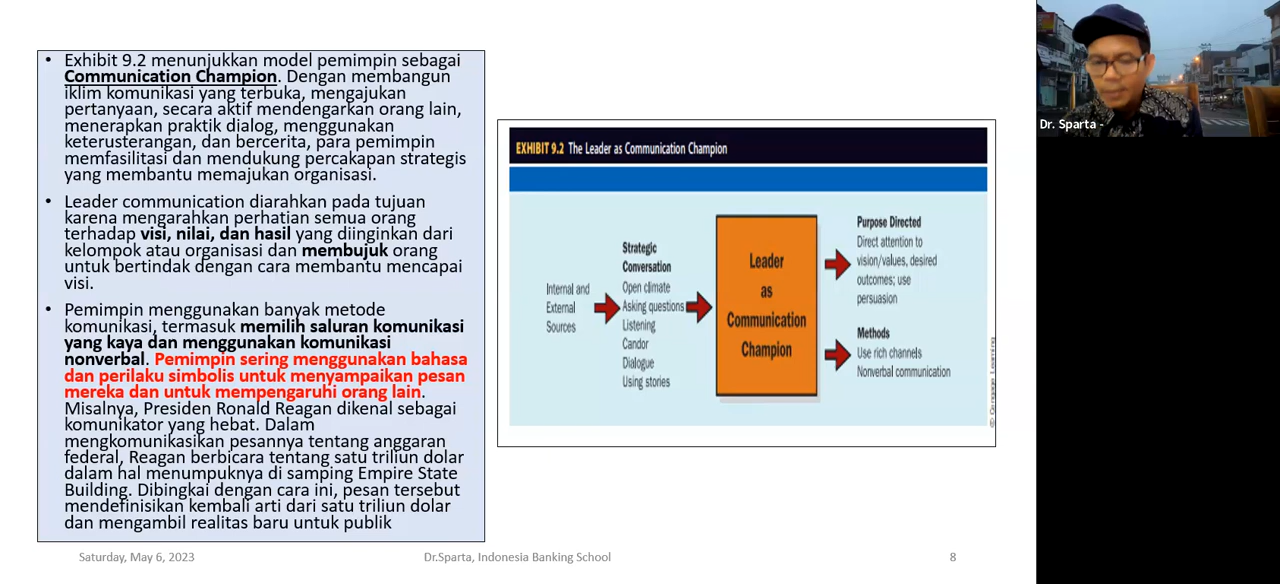 • Exhibit 9.2 menunjukkan model pemimpin sebagai
Communication Champion. Dengan membangun
iklim komunikasi yang terbuka, mengajukan
pertanyaan, secara aktif mendengarkan orang lain,
menerapkan praktik dialog, menggunakan
keterusterangan, dan bercerita, para pemimpin
memfasilitasi dan mendukung percakapan strategis
yang membantu memajukan organisasi.
• Leader communication diarahkan pada tujuan
karena mengarahkan perhatian semua orang
terhadap visi, nilai, dan hasil yang diinginkan dari
kelompok atau organisasi dan membujuk orang
untuk bertindak dengan cara membantu mencapai
visi.
• Pemimpin menggunakan banyak metode
komunikasi, termasuk memilih saluran komunikasi
yang kaya dan menggunakan komunikasi
nonverbal. Pemimpin sering menggunakan bahasa
dan perilaku simbolis untuk menyampaikan pesan
mereka dan untuk mempengaruhi orang lain.
Misalnya, Presiden Ronald Reagan dikenal sebagai
komunikator yang hebat. Dalam
mengkomunikasikan pesannya tentang anggaran
federal, Reagan berbicara tentang satu triliun dolar
dalam hal menumpuknya di samping Empire State
Building. Dibingkai dengan cara ini, pesan tersebut
mendefinisikan kembali arti dari satu triliun dolar
dan mengambil realitas baru untuk publik
EXHIBIT 9.2 The Leader as Communication Champion
Internal and
External
Sources
Strategic
Conversation
Open climate
Asking questions
Listening
Candor
Dialogue
Using stories
Leader
as
Communication
Champion
Purpose Directed
Direct attention to
vision/values, desired
outcomes; use
persuasion
Methods
Use rich channels
Nonverbal communication
© Cengage Learning
Dr. Sparta -
Saturday, May 6, 2023
Dr.Sparta, Indonesia Banking School
8